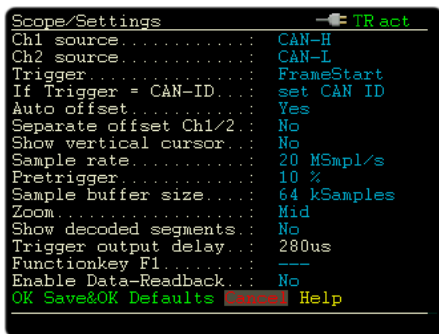 Scope/Settings TR act
Ch1 source.............: CAN-H
Ch2 source.............: CAN-L
Trigger................: FrameStart
If Trigger = CAN-ID...: set CAN ID
Auto offset............: Yes
Separate offset Ch1/2.: No
Show vertical cursor..: No
Sample rate............: 20 MSmpl/s
Pretrigger.............: 10 %
Sample buffer size....: 64 kSamples
Zoom...................: Mid
Show decoded segments.: No
Trigger output delay..: 280us
Functionkey F1........: ---
Enable Data-Readback..: No
OK Save&OK Defaults Cancel Help